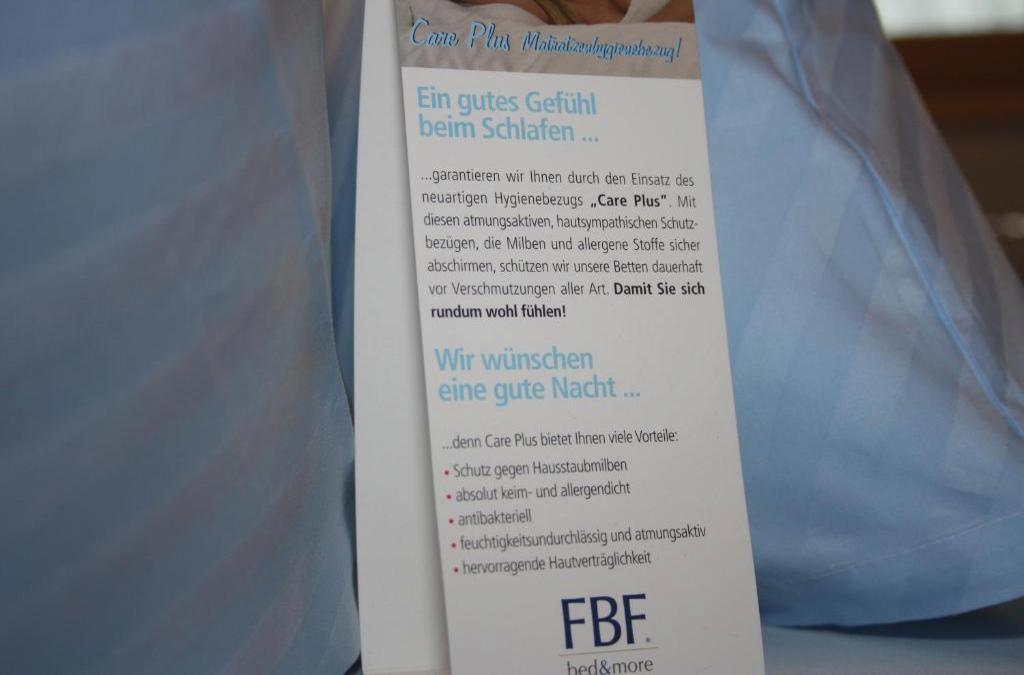 Care Plus Matratzenhygienebezug!
Ein gutes Gefühl
beim Schlafen ...
...garantieren wir Ihnen durch den Einsatz des
neuartigen Hygienebezugs „Care Plus". Mit
diesen atmungsaktiven, hautsympathischen Schutz-
bezügen, die Milben und allergene Stoffe sicher
abschirmen, schützen wir unsere Betten dauerhaft
vor Verschmutzungen aller Art. Damit Sie sich
rundum wohl fühlen!
Wir wünschen
eine gute Nacht ...
...denn Care Plus bietet Ihnen viele Vorteile:
• Schutz gegen Hausstaubmilben
• absolut keim- und allergendicht
• antibakteriell
• feuchtigkeitsundurchlässig und atmungsaktiv
• hervorragende Hautverträglichkeit
FBF.
bed&more